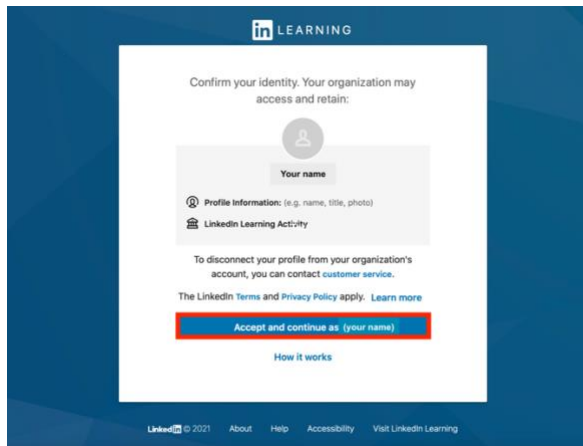 in LEARNING
Confirm your identity. Your organization may
access and retain:
Your name
Profile Information: (e.g. name, title, photo)
LinkedIn Learning Activity
To disconnect your profile from your organization's
account, you can contact customer service.
The LinkedIn Terms and Privacy Policy apply. Learn more
Accept and continue as (your name)
How it works
Linkedin © 2021 About Help Accessibility Visit LinkedIn Learning